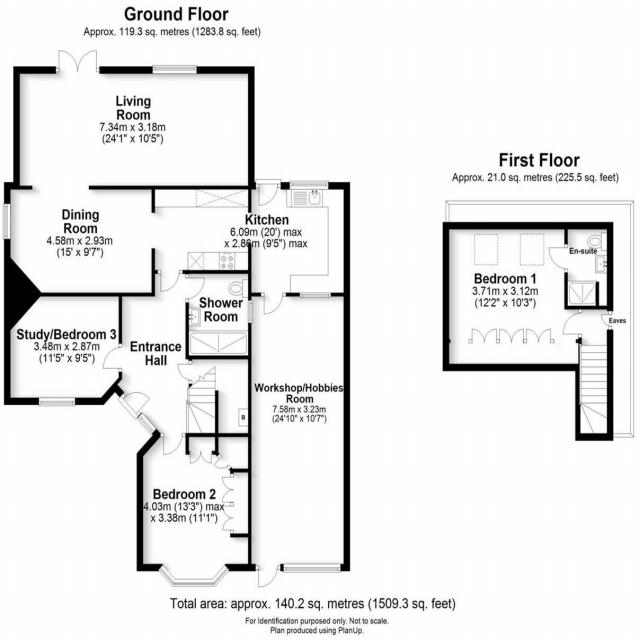 Ground Floor
Approx. 119.3 sq. metres (1283.8 sq. feet)
Living
Room
7.34m x 3.18m
(24'1" x 10'5")
First Floor
Approx. 21.0 sq. metres (225.5 sq. feet)
Dining
Room
4.58m x 2.93m
(15' x 9'7")
Kitchen
6.09m (20') max
x 2.86m (9'5") max
En-suite
Bedroom 1
3.71m x 3.12m
(12'2" x 10'3")
Eaves
Shower
Room
Study/Bedroom 3
3.48m x 2.87m
(11'5" x 9'5")
Entrance
Hall
Workshop/Hobbies
Room
7.58m x 3.23m
(24'10" x 10'7")
B
Bedroom 2
4.03m (13'3") max
x 3.38m (11'1")
Total area: approx. 140.2 sq. metres (1509.3 sq. feet)
For Identification purposed only. Not to scale.
Plan produced using PlanUp.